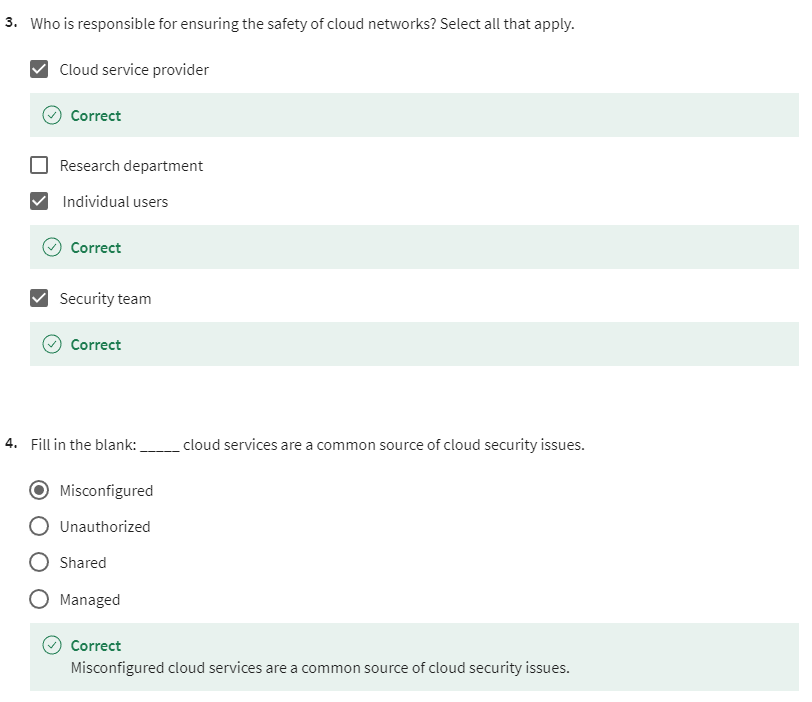 3. Who is responsible for ensuring the safety of cloud networks? Select all that apply.
Cloud service provider
Correct
Research department
Individual users
Correct
Security team
Correct
4. Fill in the blank: _____ cloud services are a common source of cloud security issues.
Misconfigured
Unauthorized
Shared
Managed
Correct
Misconfigured cloud services are a common source of cloud security issues.